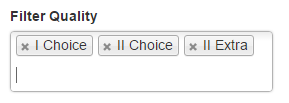 Filter Quality
× I Choice × II Choice × II Extra